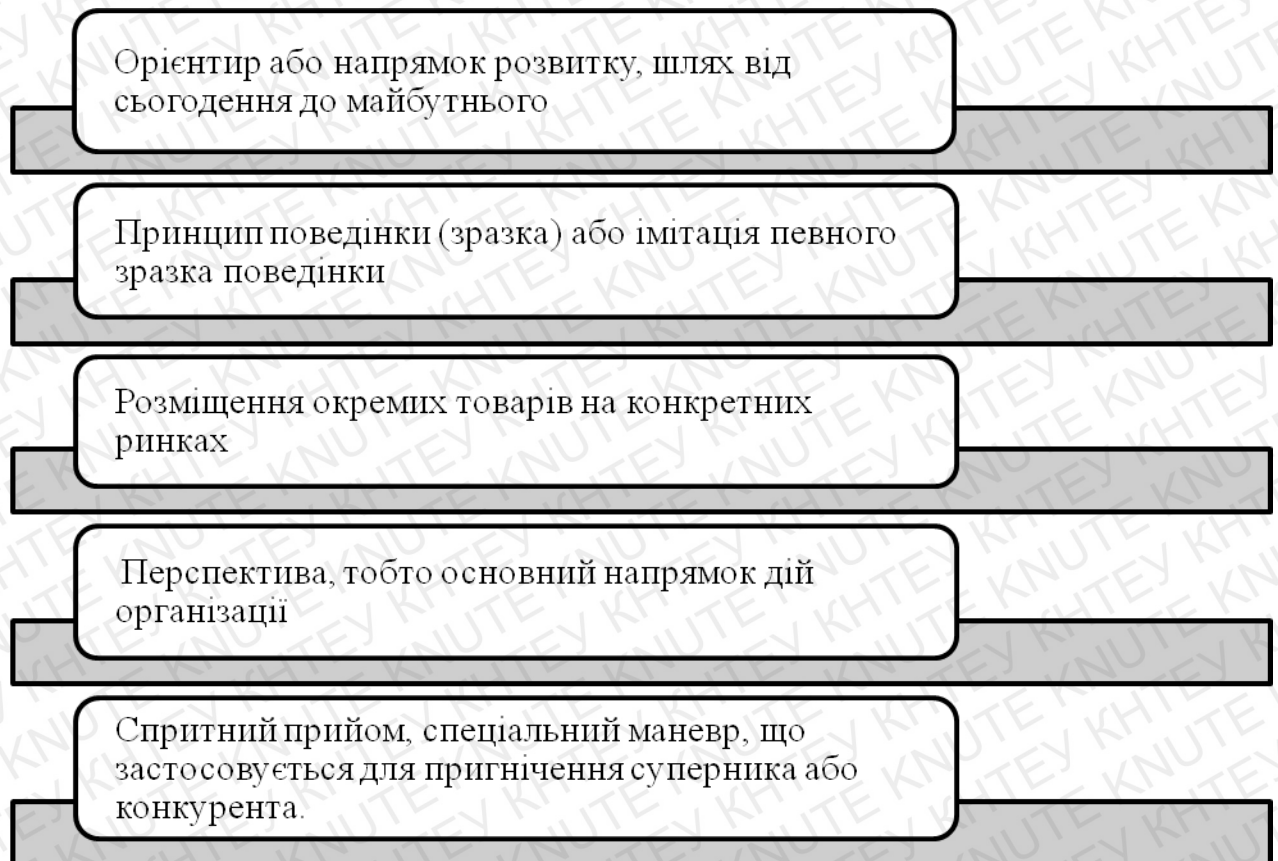 Орієнтир або напрямок розвитку, шлях від
сьогодення до майбутнього
Принцип поведінки (зразка) або імітація певного
зразка поведінки
Розміщення окремих товарів на конкретних
ринках
Перспектива, тобто основний напрямок дій
організації
Спритний прийом, спеціальний маневр, що
застосовується для пригнічення суперника або
конкурента.